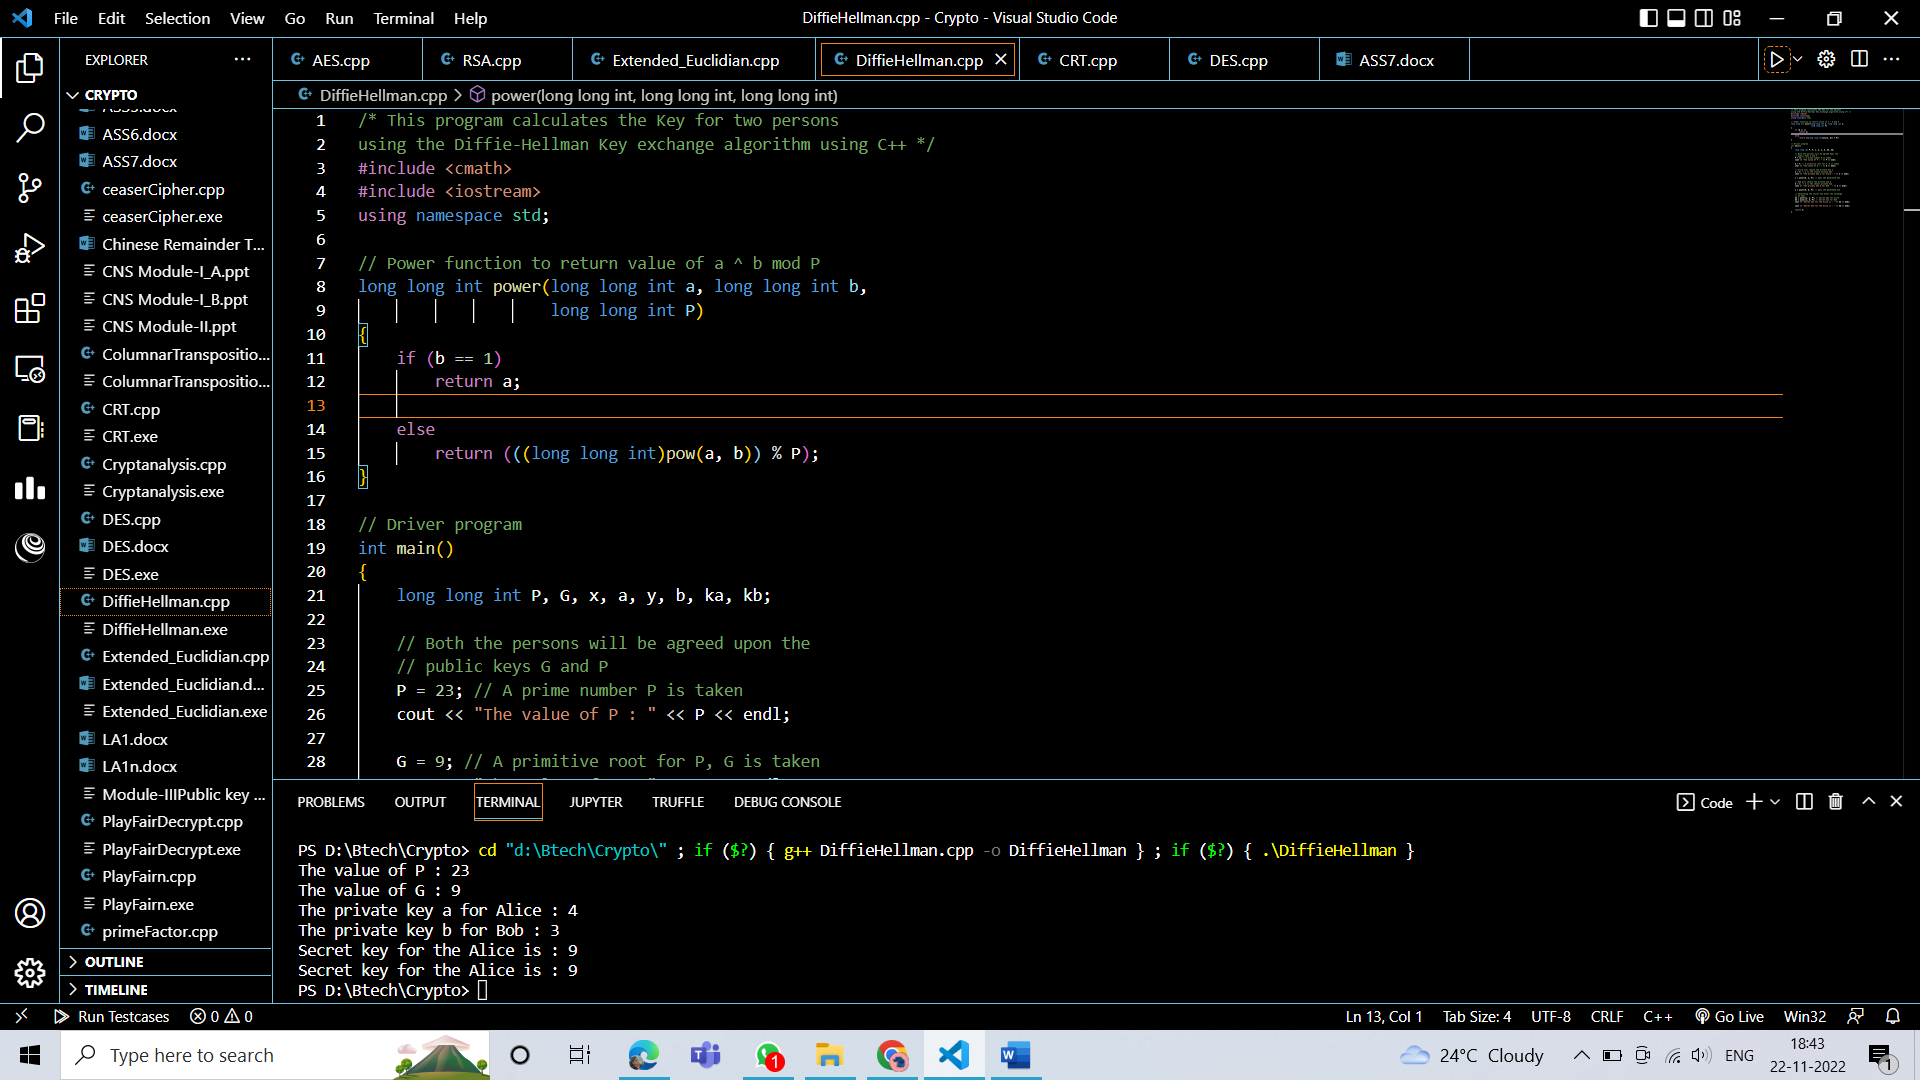 File Edit Selection View Go Run Terminal Help
DiffieHellman.cpp - Crypto - Visual Studio Code
EXPLORER
CRYPTO
ASS6.docx
ASS7.docx
ceaserCipher.cpp
ceaserCipher.exe
Chinese Remainder T...
CNS Module-I_A.ppt
CNS Module-I_B.ppt
CNS Module-II.ppt
ColumnarTranspositio...
ColumnarTranspositio...
CRT.cpp
CRT.exe
Cryptanalysis.cpp
Cryptanalysis.exe
DES.cpp
DES.docx
DES.exe
DiffieHellman.cpp
DiffieHellman.exe
Extended_Euclidian.cpp
Extended_Euclidian.d...
Extended_Euclidian.exe
LA1.docx
LA1n.docx
Module-IIIPublic key ...
PlayFairDecrypt.cpp
PlayFairDecrypt.exe
PlayFairn.cpp
PlayFairn.exe
primeFactor.cpp
OUTLINE
TIMELINE
AES.cpp RSA.cpp Extended_Euclidian.cpp DiffieHellman.cpp CRT.cpp DES.cpp ASS7.docx
DiffieHellman.cpp > power(long long int, long long int, long long int)
1 /* This program calculates the Key for two persons
2 using the Diffie-Hellman Key exchange algorithm using C++ */
3 #include <cmath>
4 #include <iostream>
5 using namespace std;
6
7 // Power function to return value of a ^ b mod P
8 long long int power(long long int a, long long int b,
9 long long int P)
10 {
11 if (b == 1)
12 return a;
13
14 else
15 return (((long long int)pow(a, b)) % P);
16 }
17
18 // Driver program
19 int main()
20 {
21 long long int P, G, x, a, y, b, ka, kb;
22
23 // Both the persons will be agreed upon the
24 // public keys G and P
25 P = 23; // A prime number P is taken
26 cout << "The value of P : " << P << endl;
27
28 G = 9; // A primitive root for P, G is taken
PROBLEMS OUTPUT TERMINAL JUPYTER TRUFFLE DEBUG CONSOLE
Code
PS D:\Btech\Crypto> cd "d:\Btech\Crypto\" ; if ($?) { g++ DiffieHellman.cpp -o DiffieHellman } ; if ($?) { .\DiffieHellman }
The value of P : 23
The value of G : 9
The private key a for Alice : 4
The private key b for Bob : 3
Secret key for the Alice is : 9
Secret key for the Alice is : 9
PS D:\Btech\Crypto>
Run Testcases 0 0
Ln 13, Col 1 Tab Size: 4 UTF-8 CRLF C++ Go Live Win32
Type here to search
1
24°C Cloudy
ENG
18:43
22-11-2022
1